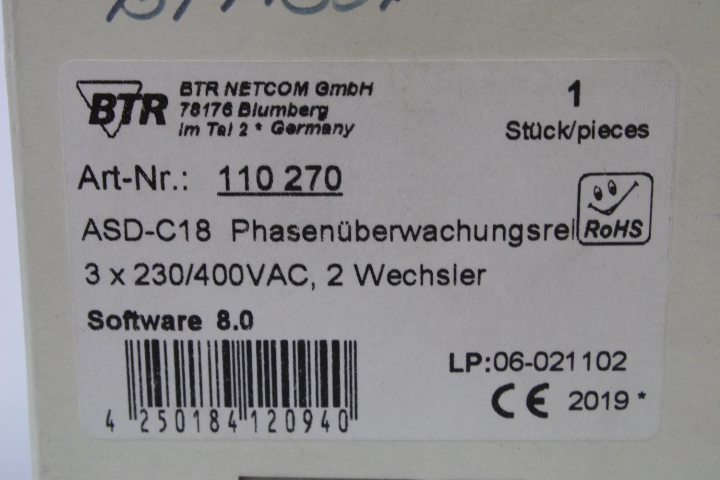 BTR
BTR NETCOM GmbH
78176 Blumberg
Im Tal 2 * Germany
1
Stück/pieces
Art-Nr.: 110 270
ASD-C18 Phasenüberwachungsrel
RoHS
3 x 230/400VAC, 2 Wechsler
Software 8.0
LP:06-021102
CE 2019 *
4 250184 120940